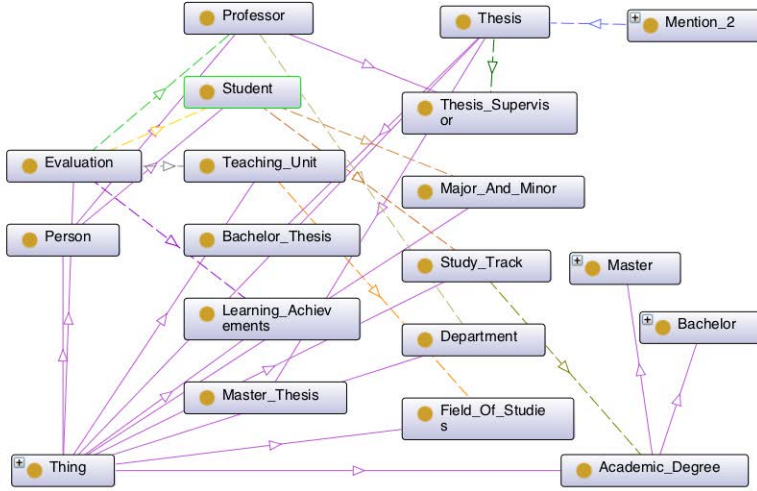 Professor
Thesis
Mention_2
Student
Thesis_Supervis
or
Evaluation
Teaching_Unit
Major_And_Minor
Person
Bachelor_Thesis
Study_Track
Master
Learning_Achiev
ements
Department
Bachelor
Master_Thesis
Field_Of_Studie
s
Thing
Academic_Degree